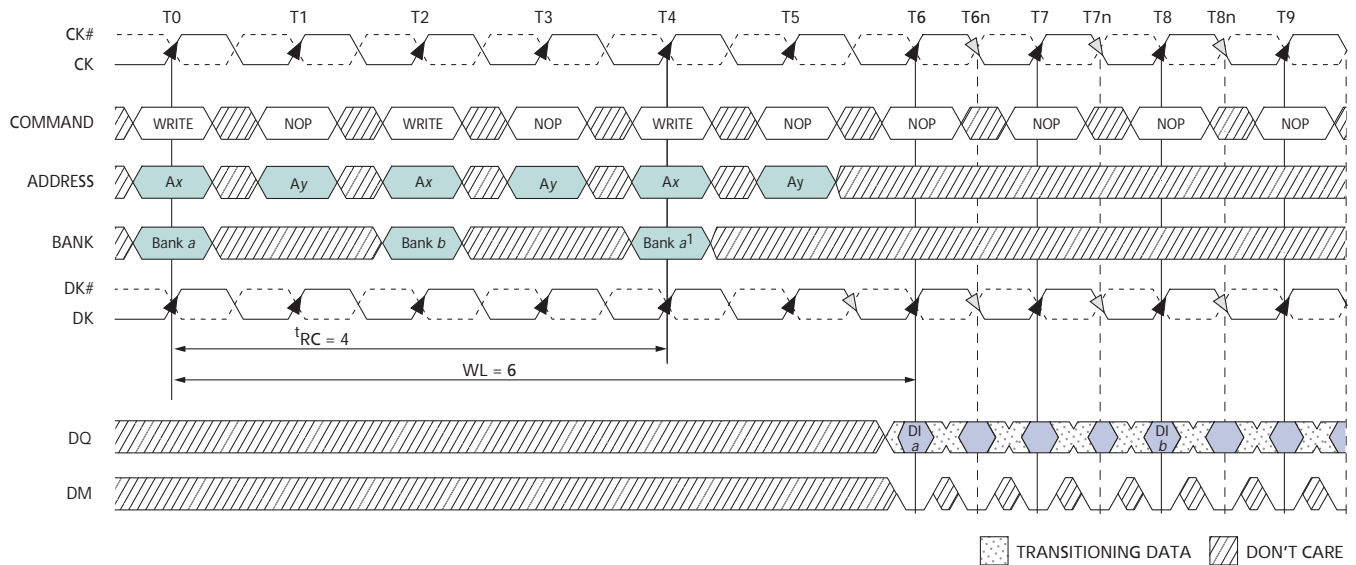 T0 T1 T2 T3 T4 T5 T6 T6n T7 T7n T8 T8n T9
CK#
CK
COMMAND WRITE NOP WRITE NOP WRITE NOP NOP NOP NOP NOP
ADDRESS Ax Ay Ax Ay Ax Ay
BANK Bank a Bank b Bank a1
DK#
DK
tRC = 4
WL = 6
DQ DI a DI b
DM
TRANSITIONING DATA DON'T CARE